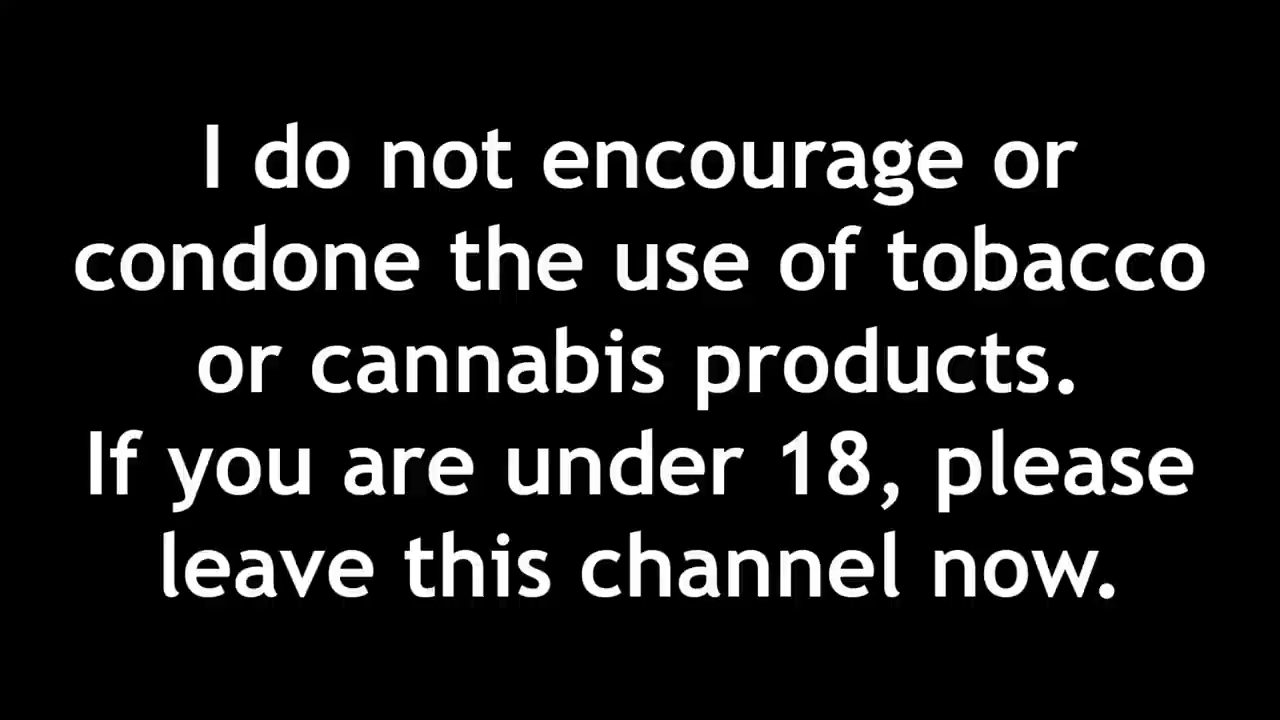 I do not encourage or
condone the use of tobacco
or cannabis products.
If you are under 18, please
leave this channel now.